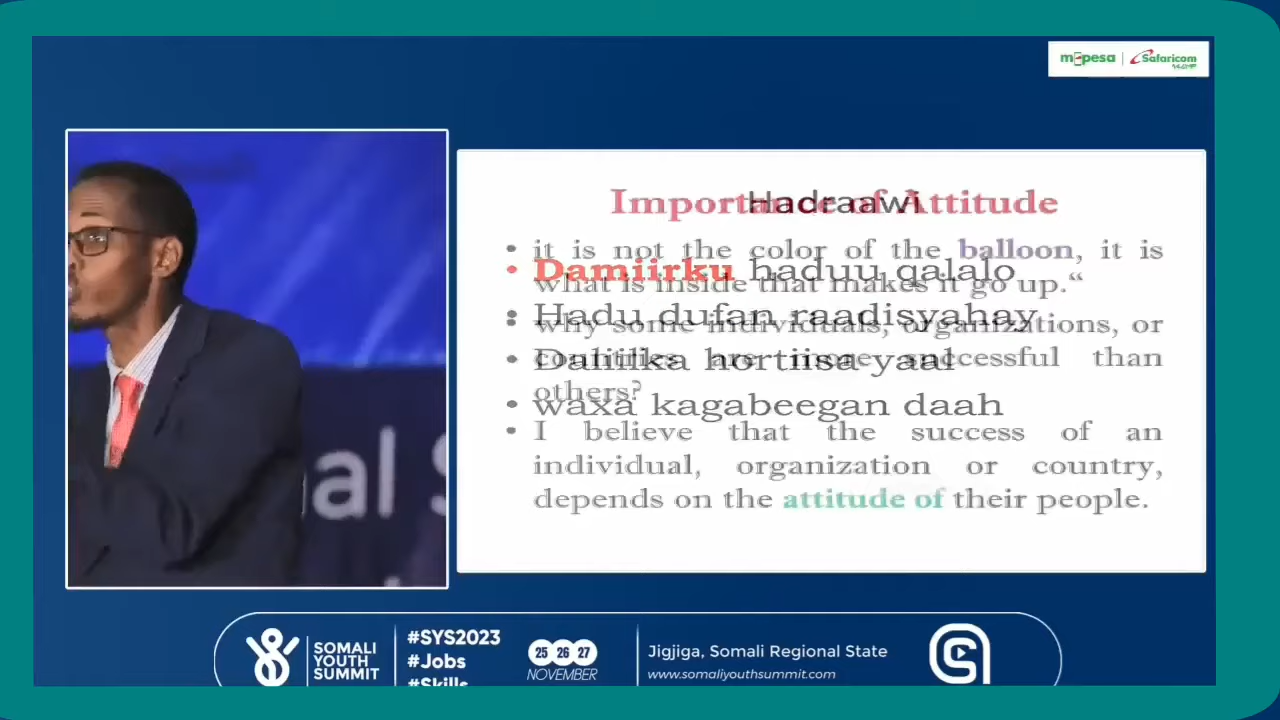 m-pesa | Safaricom
Importance of Attitude
Hadraawi
• it is not the color of the balloon, it is
what is inside that makes it go up.“
• Damiirku haduu qalalo
• Hadu dufan raadisyahay
• why some individuals, organizations, or
countries are more successful than
others?
• Daliilka hortiisa yaal
• waxa kagabeegan daah
• I believe that the success of an
individual, organization or country,
depends on the attitude of their people.
al S
SOMALI
YOUTH
SUMMIT
#SYS2023
#Jobs
#Skills
25 26 27
NOVEMBER
Jigjiga, Somali Regional State
www.somaliyouthsummit.com